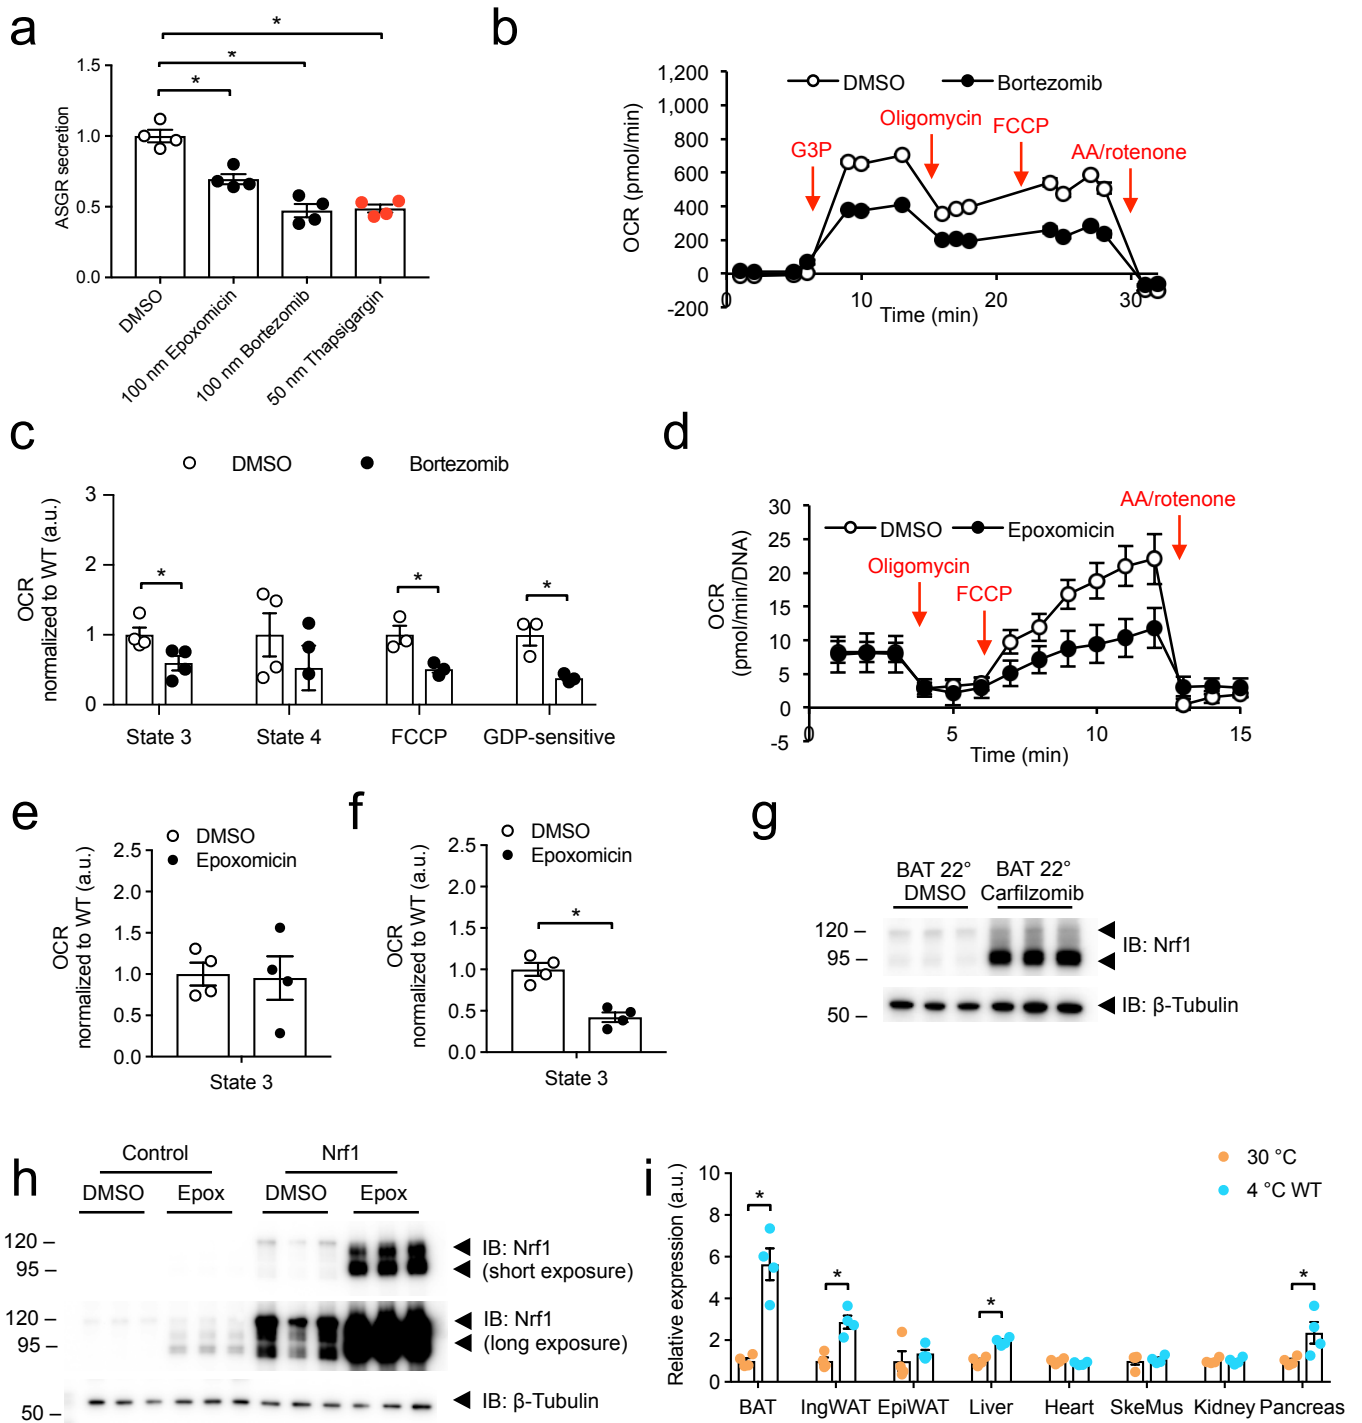 a
*
*
*
1.5
1.0
0.5
0.0
ASGR secretion
DMSO
100 nm Epoxomicin
100 nm Bortezomib
50 nm Thapsigargin
b
1,200
1,000
800
600
400
200
0
-200
OCR (pmol/min)
DMSO
Bortezomib
G3P
Oligomycin
FCCP
AA/rotenone
0
10
20
30
Time (min)
c
DMSO
Bortezomib
3
2
1
0
OCR
normalized to WT (a.u.)
*
*
*
State 3
State 4
FCCP
GDP-sensitive
d
30
25
20
15
10
5
0
-5
OCR
(pmol/min/DNA)
DMSO
Epoxomicin
Oligomycin
FCCP
AA/rotenone
0
5
10
15
Time (min)
e
DMSO
Epoxomicin
2.5
2.0
1.5
1.0
0.5
0.0
OCR
normalized to WT (a.u.)
State 3
f
DMSO
Epoxomicin
2.5
2.0
1.5
1.0
0.5
0.0
OCR
normalized to WT (a.u.)
*
State 3
g
BAT 22° BAT 22°
DMSO Carfilzomib
120 –
95 –
50 –
IB: Nrf1
IB: β-Tubulin
h
Control Nrf1
DMSO Epox DMSO Epox
120 –
95 –
IB: Nrf1
(short exposure)
120 –
95 –
IB: Nrf1
(long exposure)
50 –
IB: β-Tubulin
i
30 °C
4 °C WT
10
8
6
4
2
0
Relative expression (a.u.)
*
*
*
*
BAT IngWAT EpiWAT Liver Heart SkeMus Kidney Pancreas